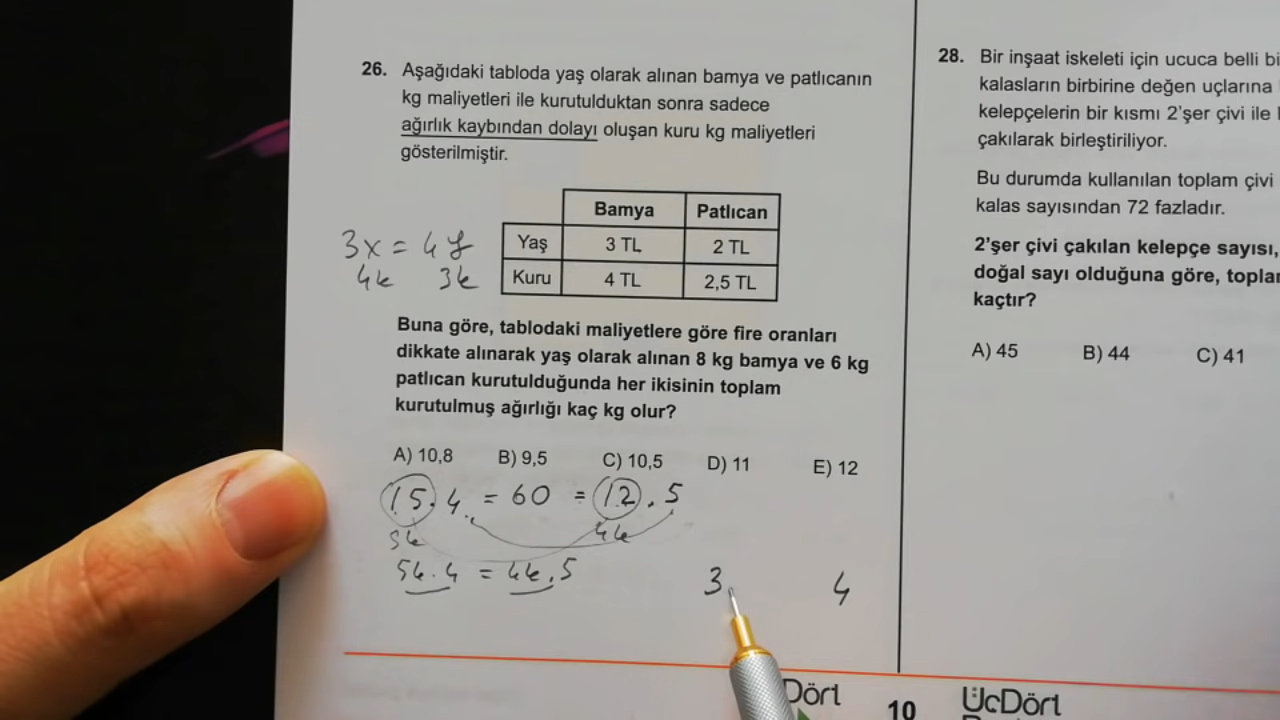 26. Aşağıdaki tabloda yaş olarak alınan bamya ve patlıcanın
kg maliyetleri ile kurutulduktan sonra sadece
ağırlık kaybından dolayı oluşan kuru kg maliyetleri
gösterilmiştir.
Bamya Patlıcan
Yaş 3 TL 2 TL
Kuru 4 TL 2,5 TL
3x = 4y
4k 3k
Buna göre, tablodaki maliyetlere göre fire oranları
dikkate alınarak yaş olarak alınan 8 kg bamya ve 6 kg
patlıcan kurutulduğunda her ikisinin toplam
kurutulmuş ağırlığı kaç kg olur?
A) 10,8 B) 9,5 C) 10,5 D) 11 E) 12
15.4 = 60 = 12.5
5k 4k
5k.4 = 4k.5
3 4
28. Bir inşaat iskeleti için ucuca belli
kalasların birbirine değen uçlarına
kelepçelerin bir kısmı 2'şer çivi ile
çakılarak birleştiriliyor.
Bu durumda kullanılan toplam çivi
kalas sayısından 72 fazladır.
2'şer çivi çakılan kelepçe sayısı,
doğal sayı olduğuna göre,
kaçtır?
A) 45 B) 44 C) 41
Dört 10 ÜçDört